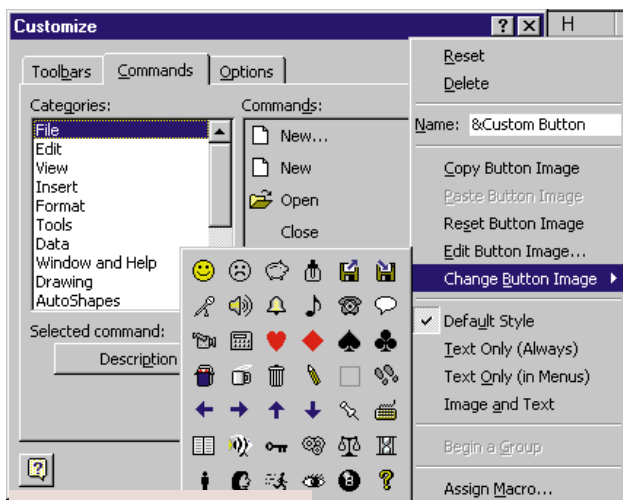 Customize
H
Toolbars
Commands
Options
Categories:
File
Edit
View
Insert
Format
Tools
Data
Window and Help
Drawing
AutoShapes
Commands:
New...
New
Open
Close
Selected command:
Description
Reset
Delete
Name: &Custom Button
Copy Button Image
Paste Button Image
Reset Button Image
Edit Button Image...
Change Button Image
Default Style
Text Only (Always)
Text Only (in Menus)
Image and Text
Begin a Group
Assign Macro...